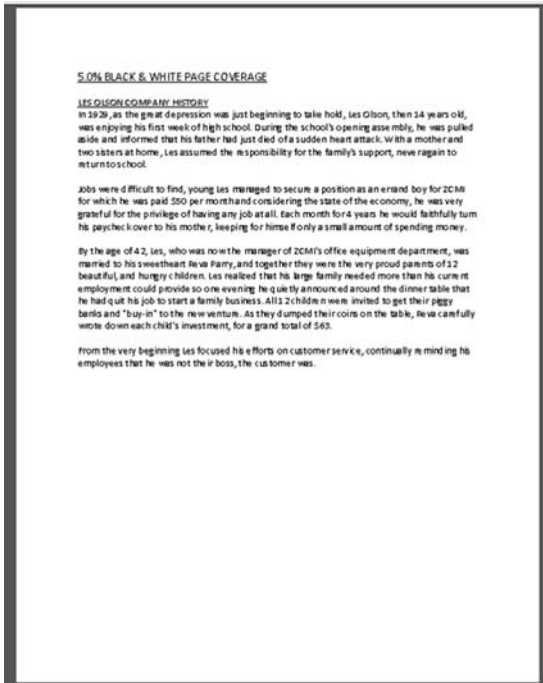 5.0% BLACK & WHITE PAGE COVERAGE
LES OLSON COMPANY HISTORY
In 1929, as the great depression was just beginning to take hold, Les Olson, then 14 years old,
was enjoying his first week of high school. During the school's opening assembly, he was pulled
aside and informed that his father had just died of a sudden heart attack. With a mother and
two sisters at home, Les assumed the responsibility for the family's support, never again to
return to school.
Jobs were difficult to find, young Les managed to secure a position as an errand boy for ZCMI
for which he was paid $50 per month and considering the state of the economy, he was very
grateful for the privilege of having any job at all. Each month for 4 years he would faithfully turn
his paycheck over to his mother, keeping for himself only a small amount of spending money.
By the age of 42, Les, who was now the manager of ZCMI's office equipment department, was
married to his sweetheart Reva Parry, and together they were the very proud parents of 12
beautiful, and hungry children. Les realized that his large family needed more than his current
employment could provide so one evening he quietly announced around the dinner table that
he had quit his job to start a family business. All 12 children were invited to get their piggy
banks and "buy-in" to the new venture. As they dumped their coins on the table, Reva carefully
wrote down each child's investment, for a grand total of $63.
From the very beginning Les focused his efforts on customer service, continually reminding his
employees that he was not their boss, the customer was.